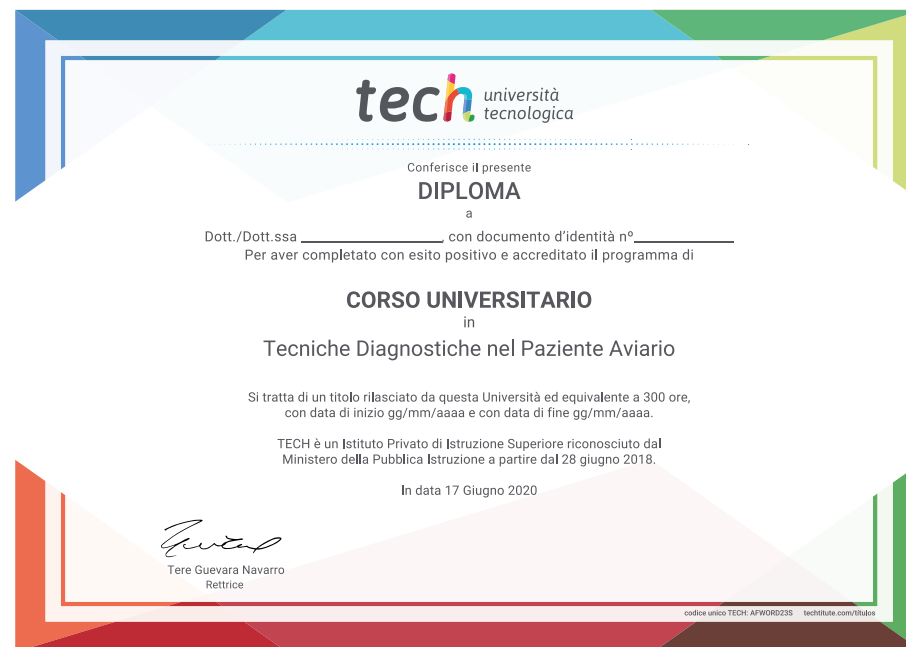 tech università
tecnologica
Conferisce il presente
DIPLOMA
a
Dott./Dott.ssa ____________, con documento d'identità nº____________
Per aver completato con esito positivo e accreditato il programma di
CORSO UNIVERSITARIO
in
Tecniche Diagnostiche nel Paziente Aviario
Si tratta di un titolo rilasciato da questa Università ed equivalente a 300 ore,
con data di inizio gg/mm/aaaa e con data di fine gg/mm/aaaa.
TECH è un Istituto Privato di Istruzione Superiore riconosciuto dal
Ministero della Pubblica Istruzione a partire dal 28 giugno 2018.
In data 17 Giugno 2020
Tere Guevara Navarro
Rettrice
codice unico TECH: AFWORD23S techtitute.com/títulos